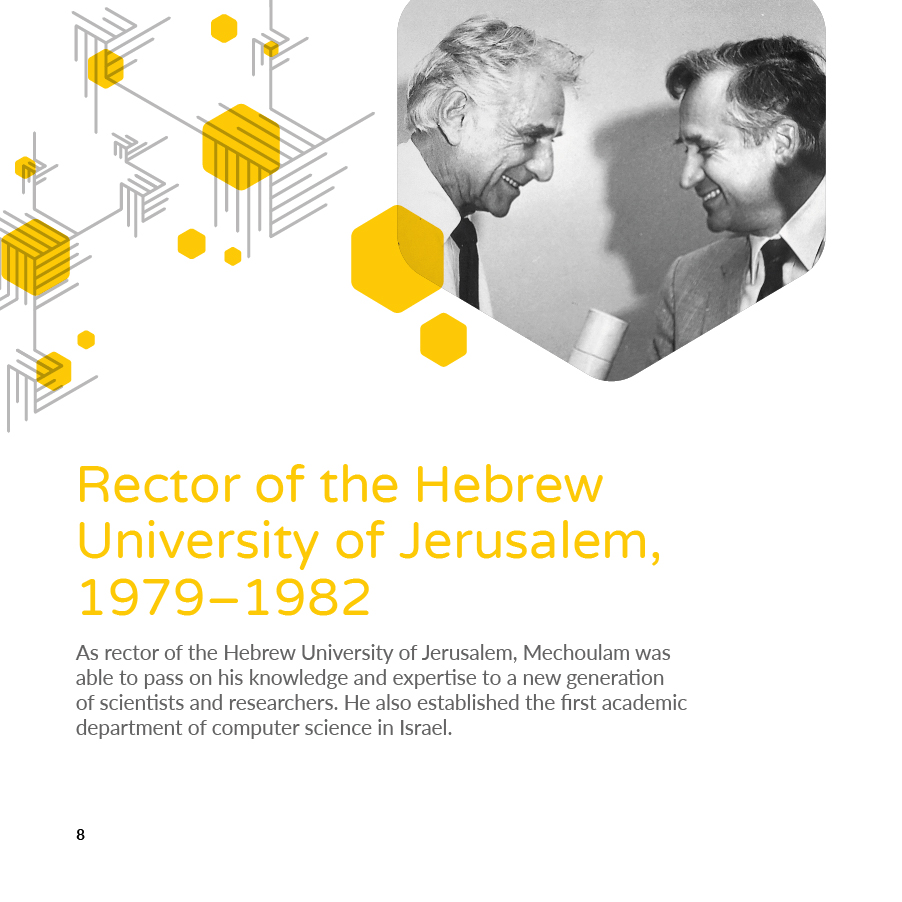 Rector of the Hebrew
University of Jerusalem,
1979–1982
As rector of the Hebrew University of Jerusalem, Mechoulam was
able to pass on his knowledge and expertise to a new generation
of scientists and researchers. He also established the first academic
department of computer science in Israel.
8